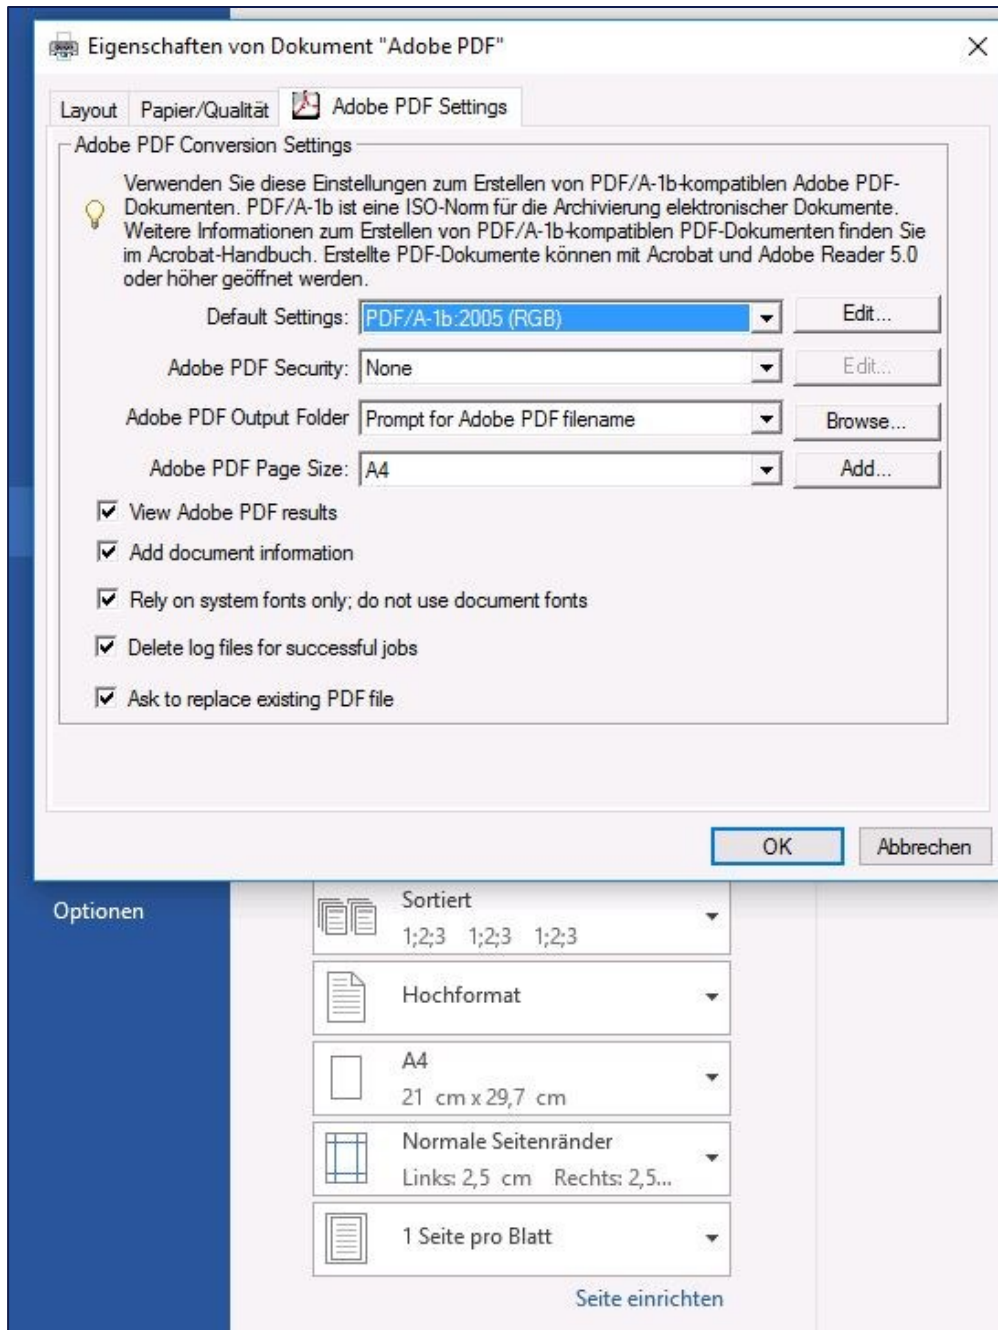 Eigenschaften von Dokument "Adobe PDF"
Layout Papier/Qualität Adobe PDF Settings
Adobe PDF Conversion Settings
Verwenden Sie diese Einstellungen zum Erstellen von PDF/A-1b-kompatiblen Adobe PDF-
Dokumenten. PDF/A-1b ist eine ISO-Norm für die Archivierung elektronischer Dokumente.
Weitere Informationen zum Erstellen von PDF/A-1b-kompatiblen PDF-Dokumenten finden Sie
im Acrobat-Handbuch. Erstellte PDF-Dokumente können mit Acrobat und Adobe Reader 5.0
oder höher geöffnet werden.
Default Settings: PDF/A-1b:2005 (RGB) Edit...
Adobe PDF Security: None Edit...
Adobe PDF Output Folder Prompt for Adobe PDF filename Browse...
Adobe PDF Page Size: A4 Add...
View Adobe PDF results
Add document information
Rely on system fonts only; do not use document fonts
Delete log files for successful jobs
Ask to replace existing PDF file
OK Abbrechen
Optionen
Sortiert
1;2;3 1;2;3 1;2;3
Hochformat
A4
21 cm x 29,7 cm
Normale Seitenränder
Links: 2,5 cm Rechts: 2,5...
1 Seite pro Blatt
Seite einrichten